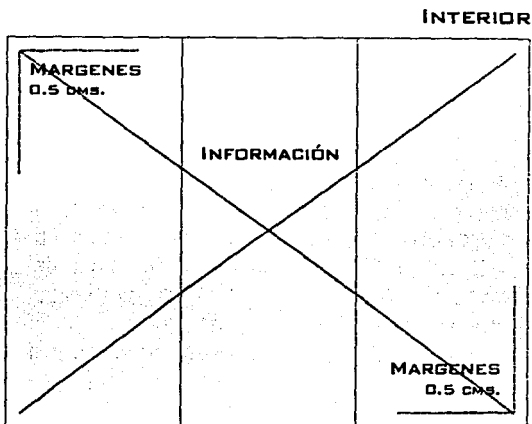 INTERIOR
MARGENES
0.5 CMS.
INFORMACIÓN
MARGENES
0.5 CMS.